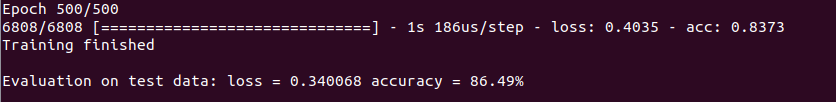 Epoch 500/500
6808/6808 [==============================] - 1s 186us/step - loss: 0.4035 - acc: 0.8373
Training finished
Evaluation on test data: loss = 0.340068 accuracy = 86.49%